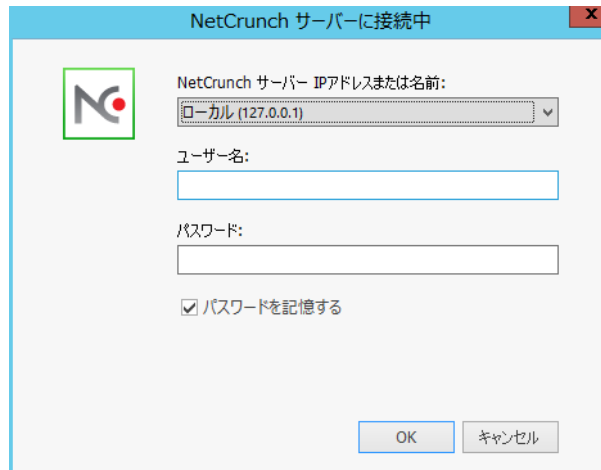 NetCrunch サーバーに接続中
x
NetCrunch サーバー IPアドレスまたは名前:
ローカル (127.0.0.1)
ユーザー名:
パスワード:
パスワードを記憶する
OK キャンセル